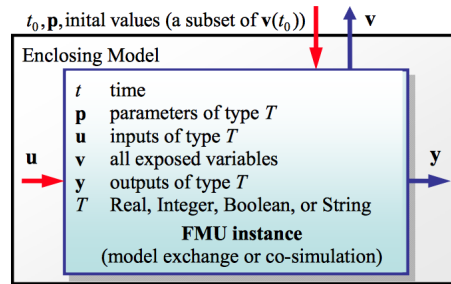 t₀, p, inital values (a subset of v(t₀)) v
Enclosing Model
t time
p parameters of type T
u inputs of type T
v all exposed variables
y outputs of type T
T Real, Integer, Boolean, or String
FMU instance
(model exchange or co-simulation)
u
y